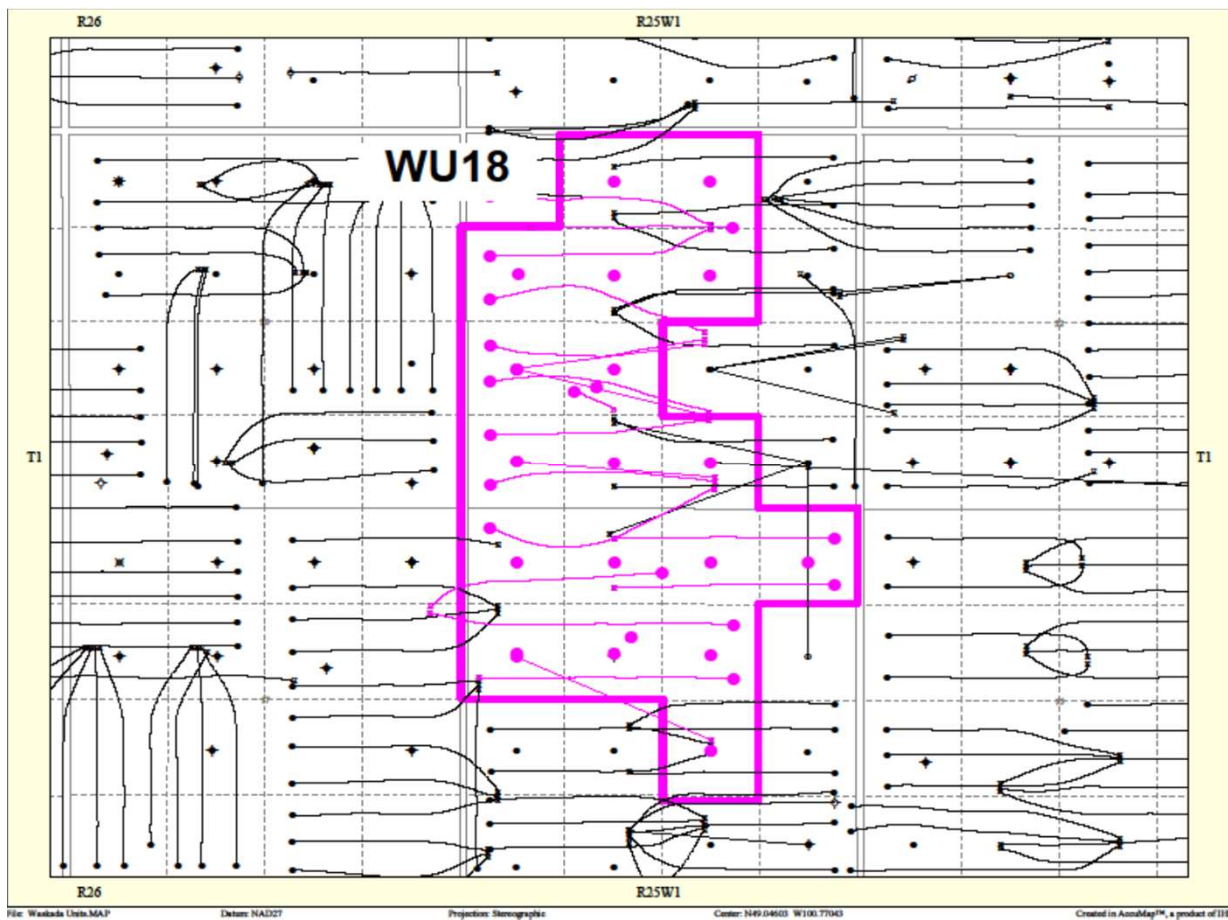 R26 R25W1
WU18
T1 T1
R26 R25W1
File: Waskada Units.MAP Datum: NAD27 Projection: Stereographic Center: N49.04603 W100.77043 Created in AccuMap™, a product of IH